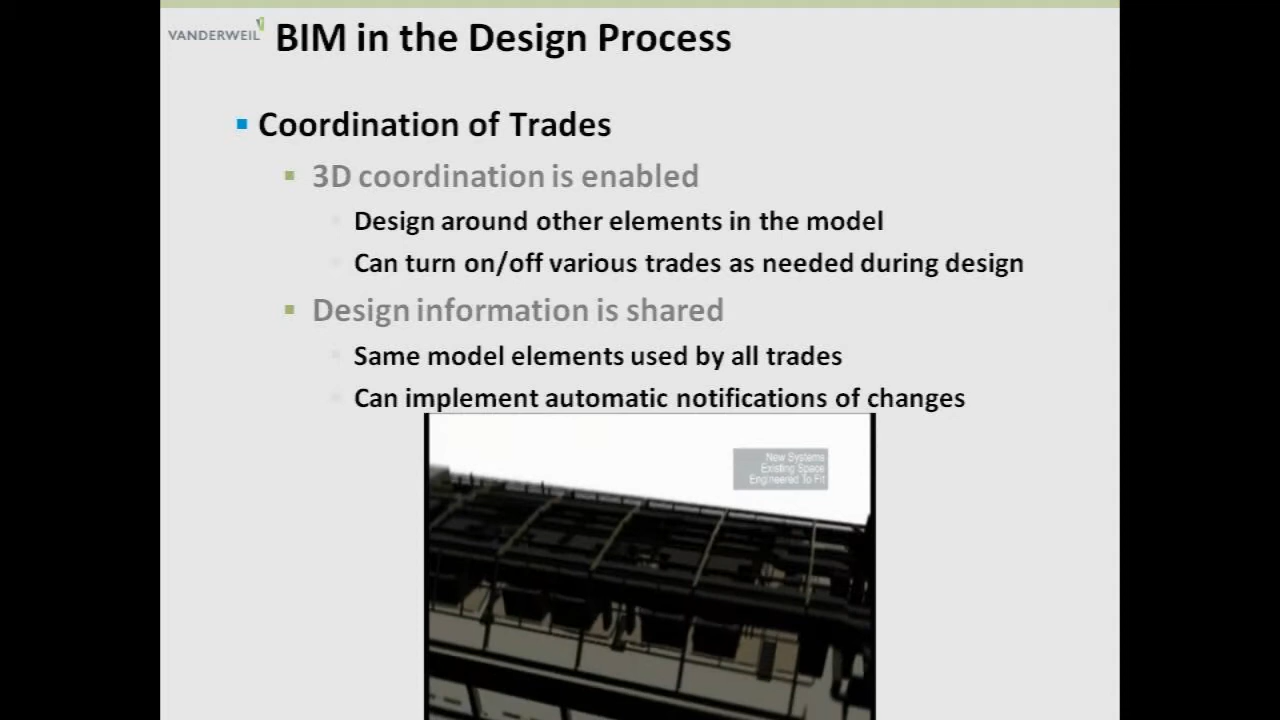 VANDERWEIL
BIM in the Design Process
Coordination of Trades
3D coordination is enabled
Design around other elements in the model
Can turn on/off various trades as needed during design
Design information is shared
Same model elements used by all trades
Can implement automatic notifications of changes
New Systems
Existing Space
Engineered To Fit